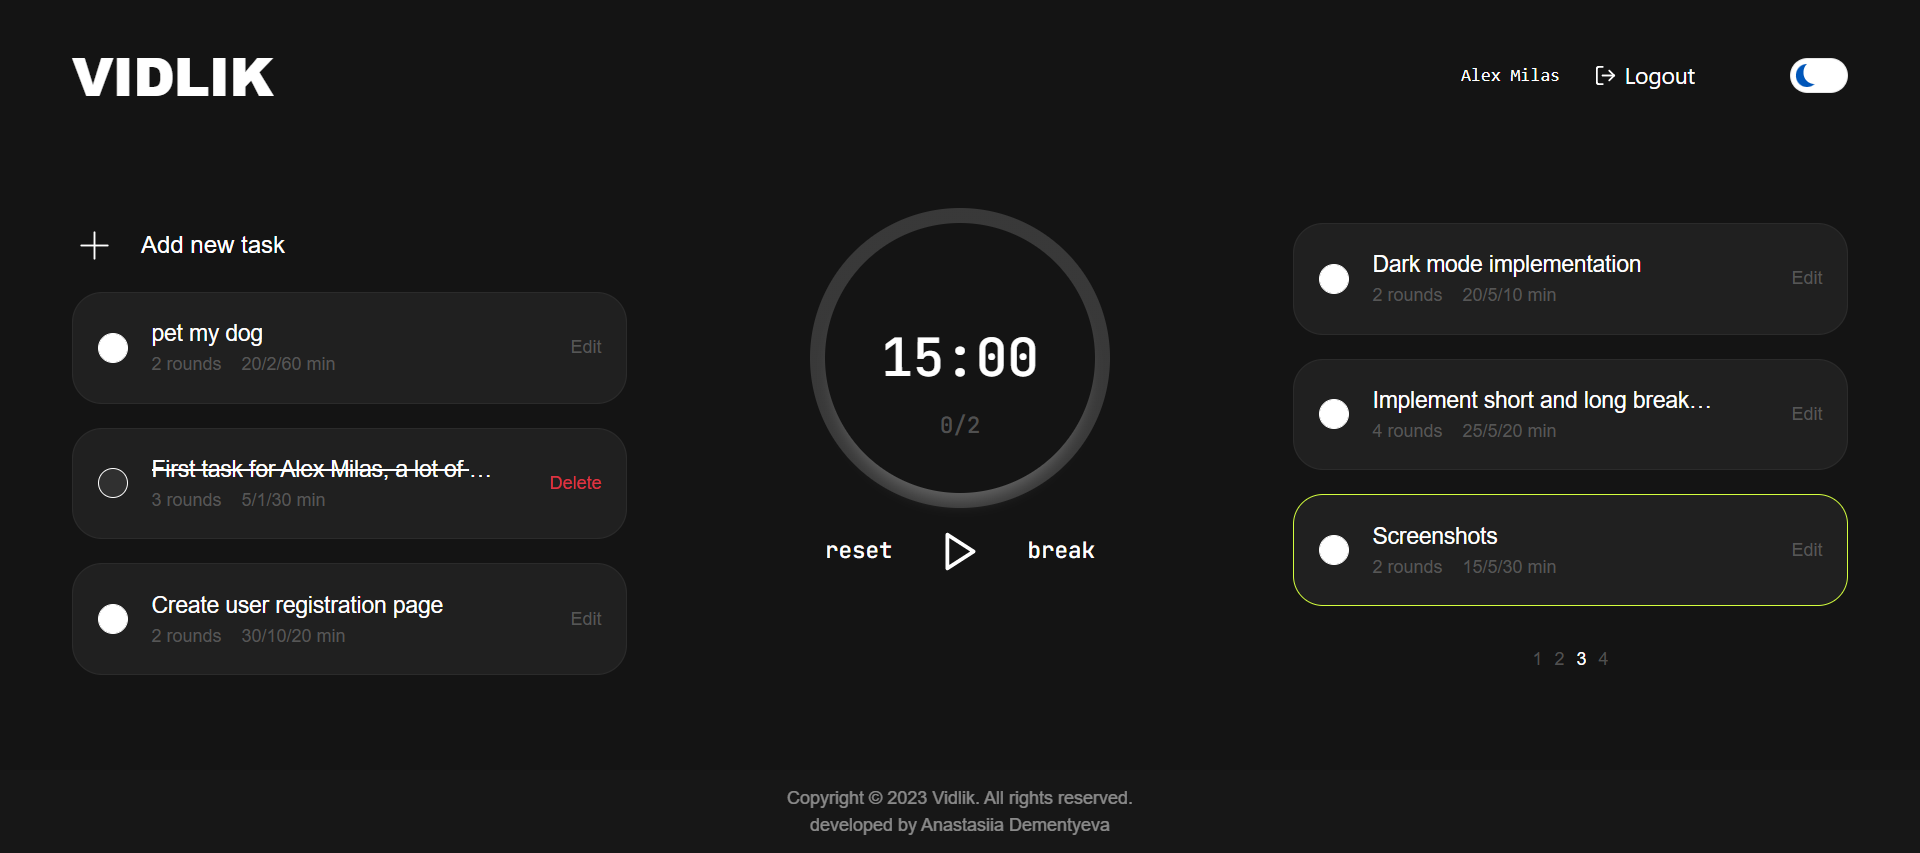 VIDLIK
Alex Milas
Logout
Add new task
pet my dog
2 rounds 20/2/60 min
Edit
First task for Alex Milas, a lot of ...
3 rounds 5/1/30 min
Delete
Create user registration page
2 rounds 30/10/20 min
Edit
15:00
0/2
reset
break
Dark mode implementation
2 rounds 20/5/10 min
Edit
Implement short and long break...
4 rounds 25/5/20 min
Edit
Screenshots
2 rounds 15/5/30 min
Edit
1 2 3 4
Copyright © 2023 Vidlik. All rights reserved.
developed by Anastasiia Dementyeva